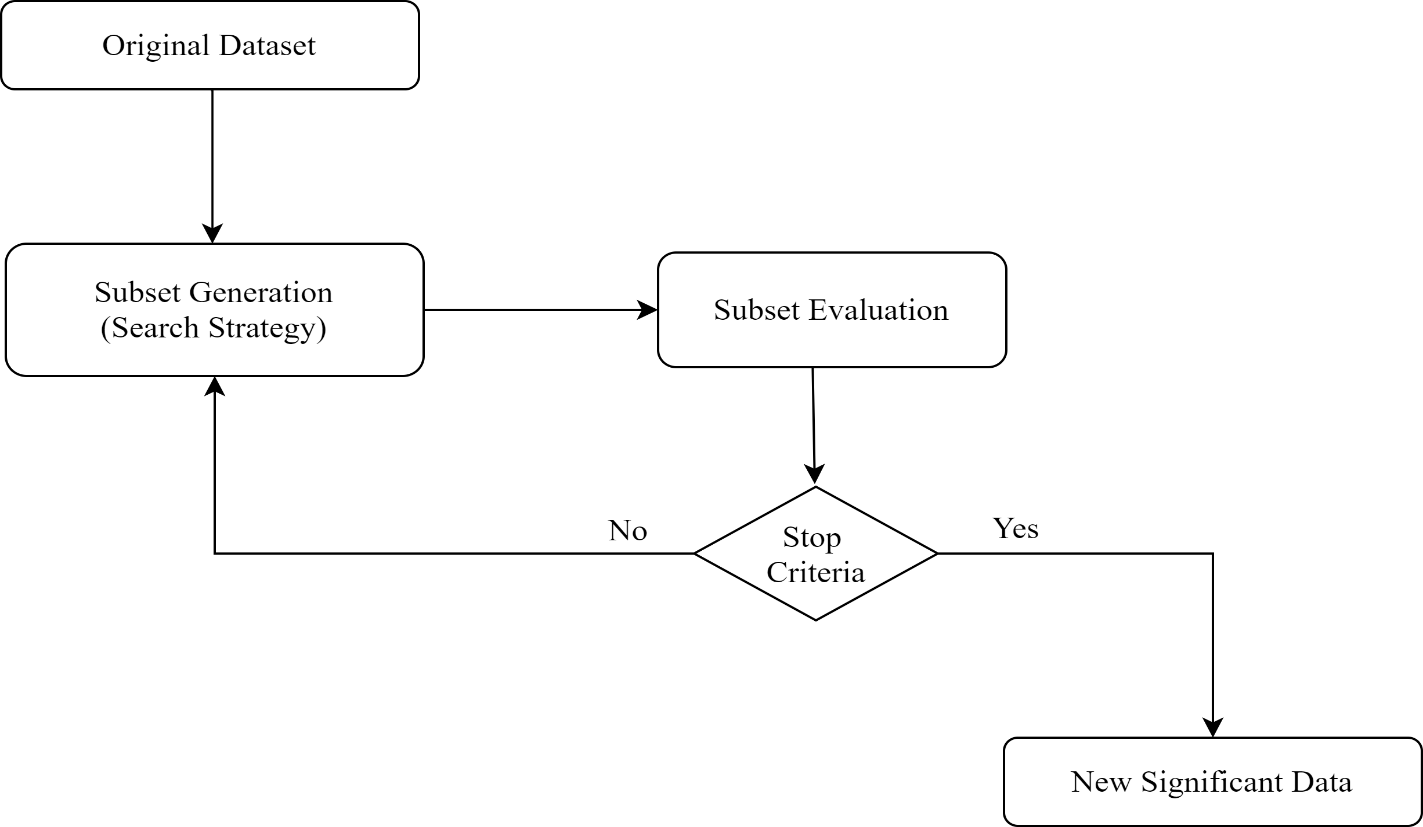 Original Dataset
Subset Generation
(Search Strategy)
Subset Evaluation
Stop
Criteria
No
Yes
New Significant Data